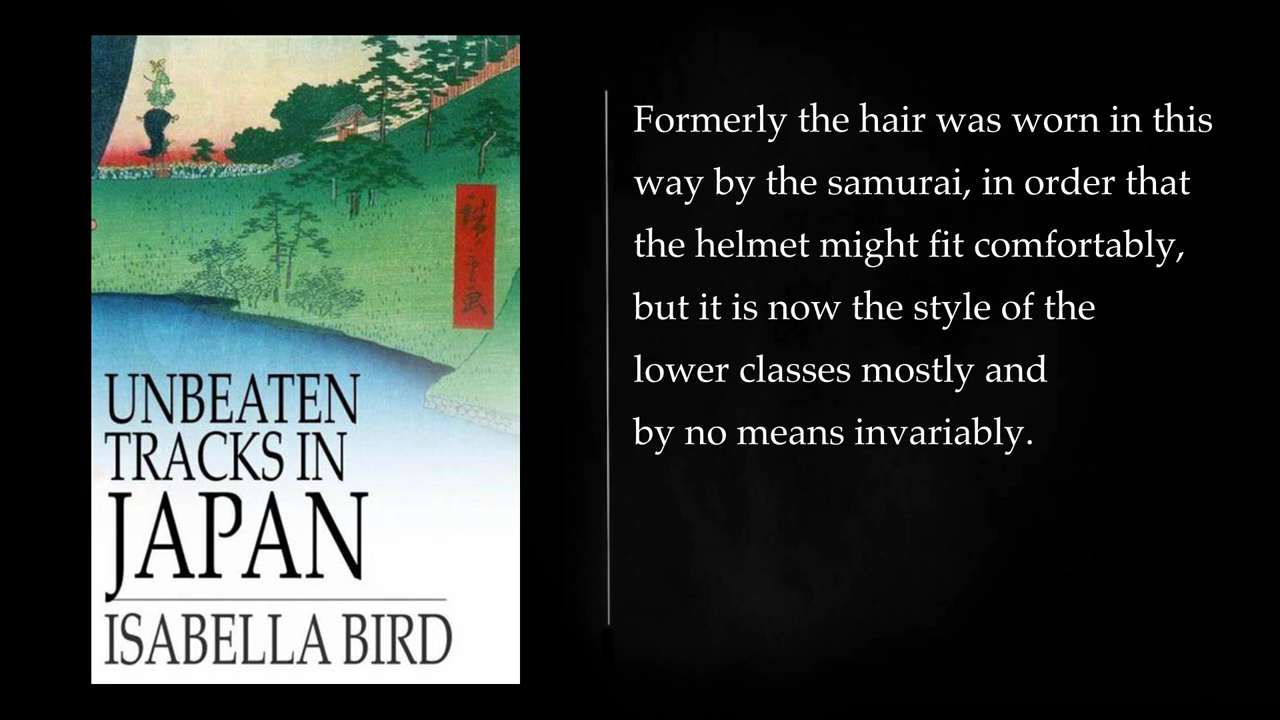 UNBEATEN
TRACKS IN
JAPAN
ISABELLA BIRD
Formerly the hair was worn in this
way by the samurai, in order that
the helmet might fit comfortably,
but it is now the style of the
lower classes mostly and
by no means invariably.